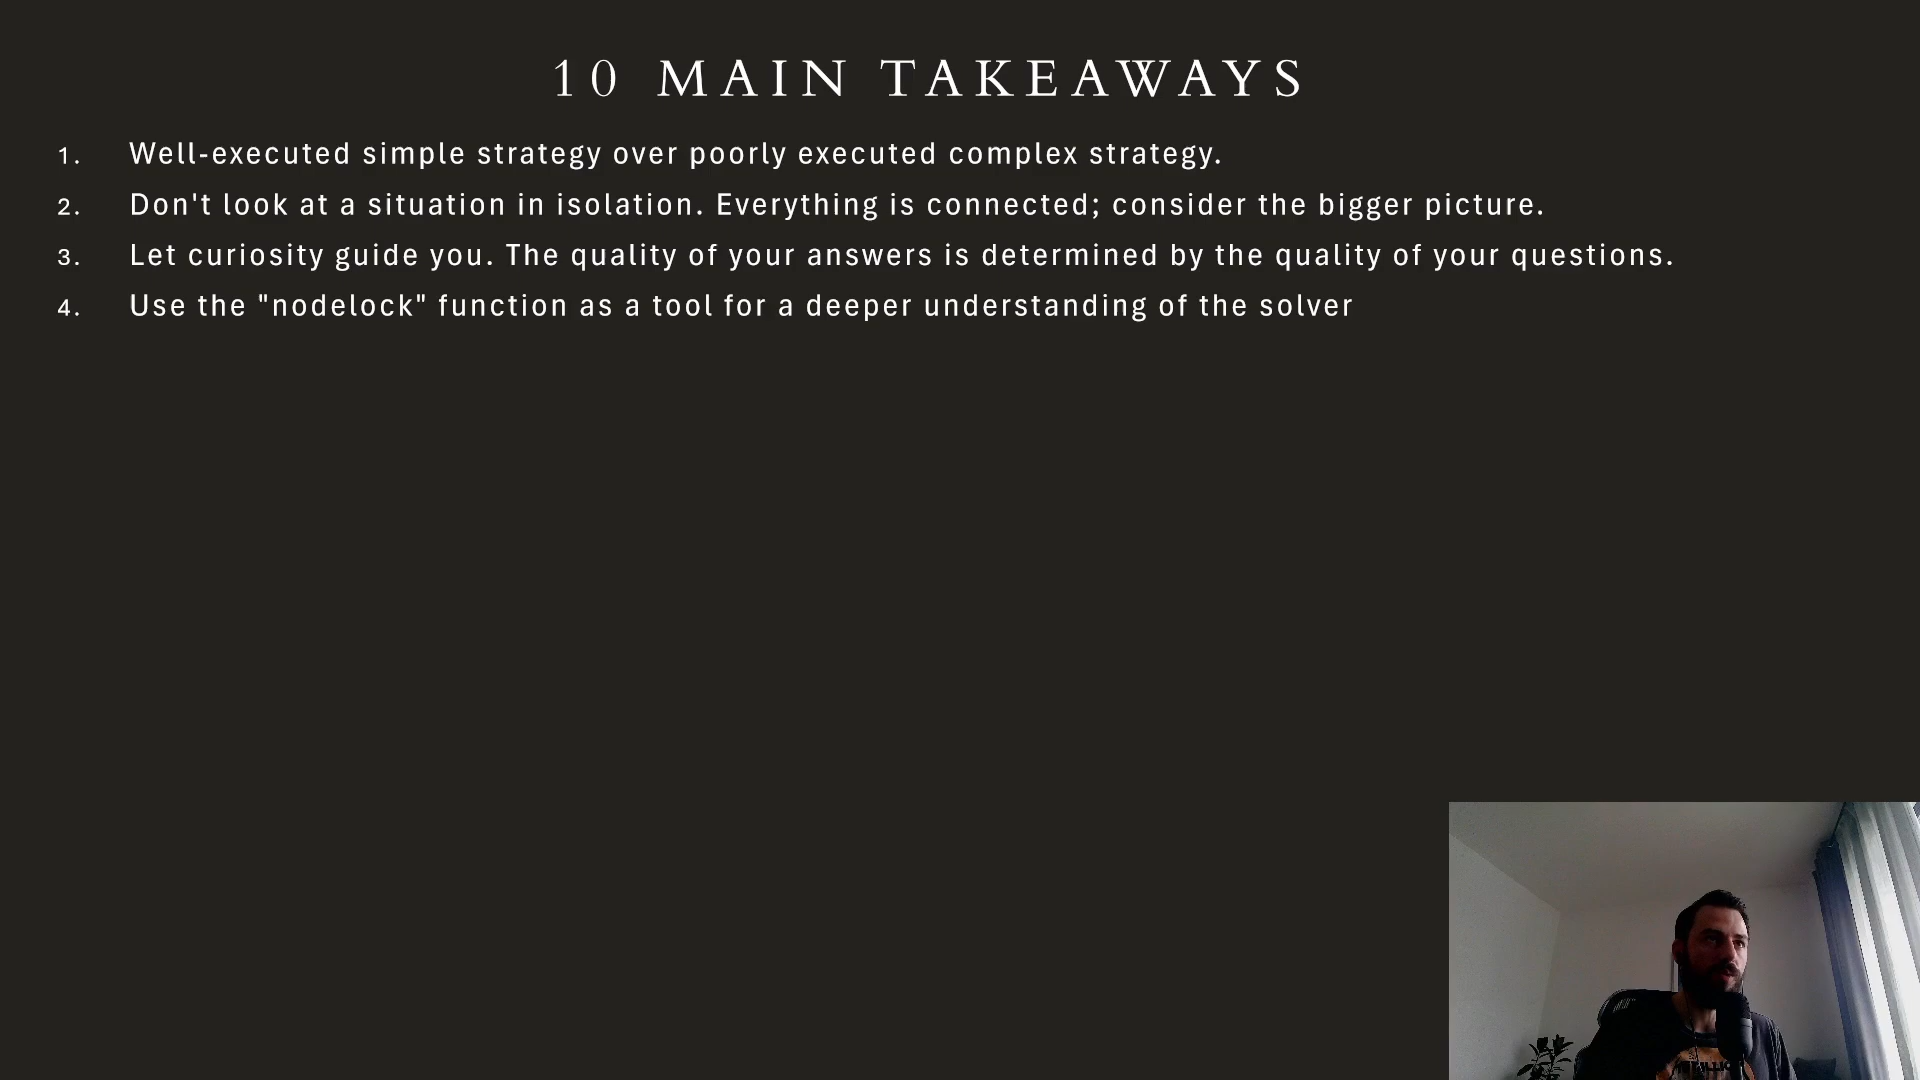 10 MAIN TAKEAWAYS
1. Well-executed simple strategy over poorly executed complex strategy.
2. Don't look at a situation in isolation. Everything is connected; consider the bigger picture.
3. Let curiosity guide you. The quality of your answers is determined by the quality of your questions.
4. Use the "nodelock" function as a tool for a deeper understanding of the solver